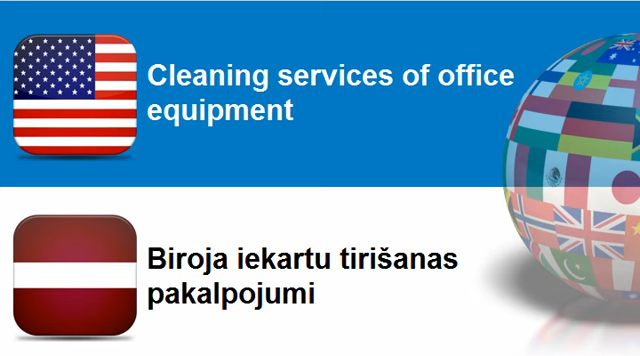 Cleaning services of office
equipment
Biroja iekartu tirišanas
pakalpojumi